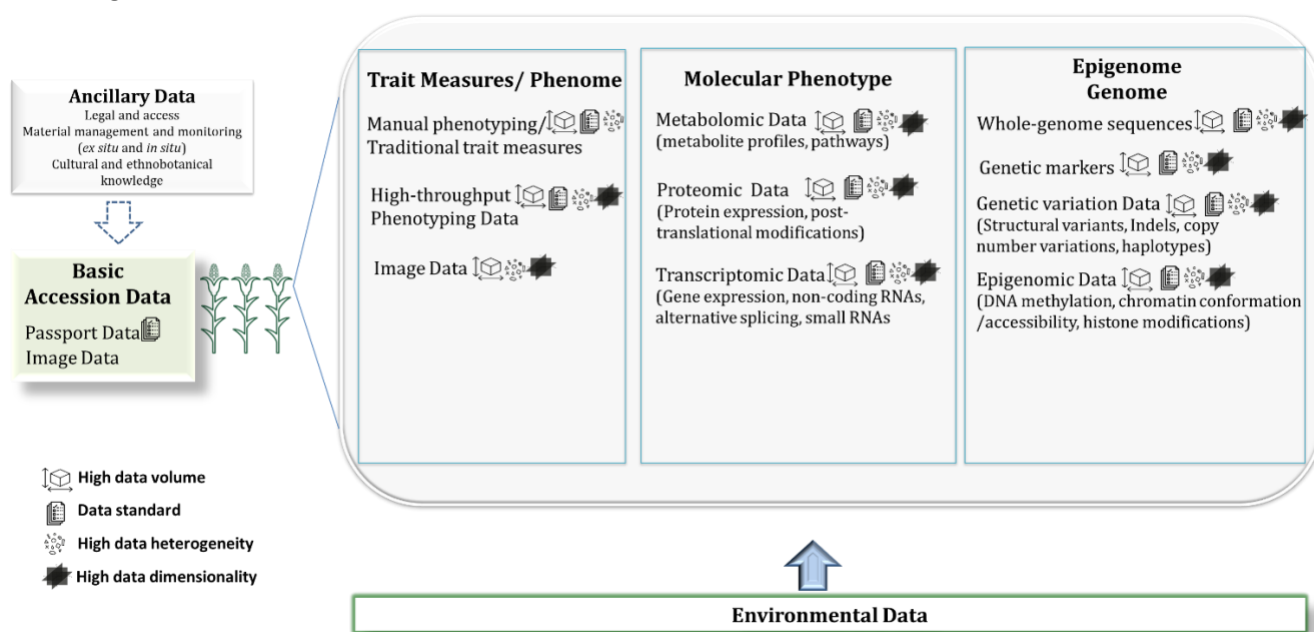 Ancillary Data
Legal and access
Material management and monitoring
(ex situ and in situ)
Cultural and ethnobotanical
knowledge
Basic
Accession Data
Passport Data
Image Data
High data volume
Data standard
High data heterogeneity
High data dimensionality
Trait Measures/ Phenome
Manual phenotyping/
Traditional trait measures
High-throughput
Phenotyping Data
Image Data
Molecular Phenotype
Metabolomic Data
(metabolite profiles, pathways)
Proteomic Data
(Protein expression, post-
translational modifications)
Transcriptomic Data
(Gene expression, non-coding RNAs,
alternative splicing, small RNAs
Epigenome
Genome
Whole-genome sequences
Genetic markers
Genetic variation Data
(Structural variants, Indels, copy
number variations, haplotypes)
Epigenomic Data
(DNA methylation, chromatin conformation
/accessibility, histone modifications)
Environmental Data